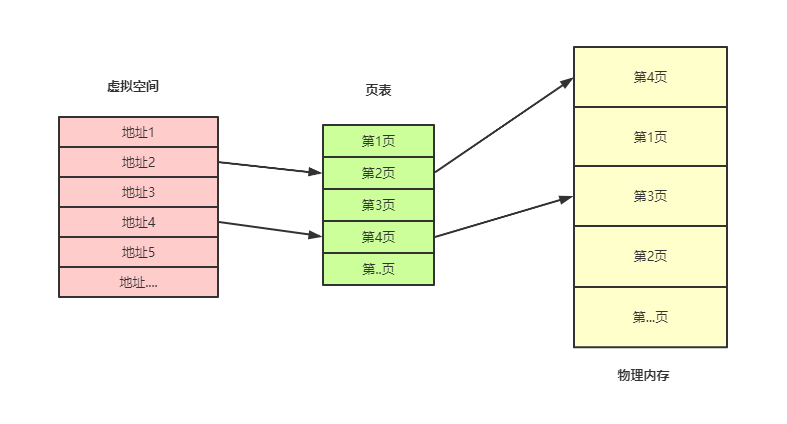 虚拟空间
地址1
地址2
地址3
地址4
地址5
地址....
页表
第1页
第2页
第3页
第4页
第..页
第4页
第1页
第3页
第2页
第...页
物理内存